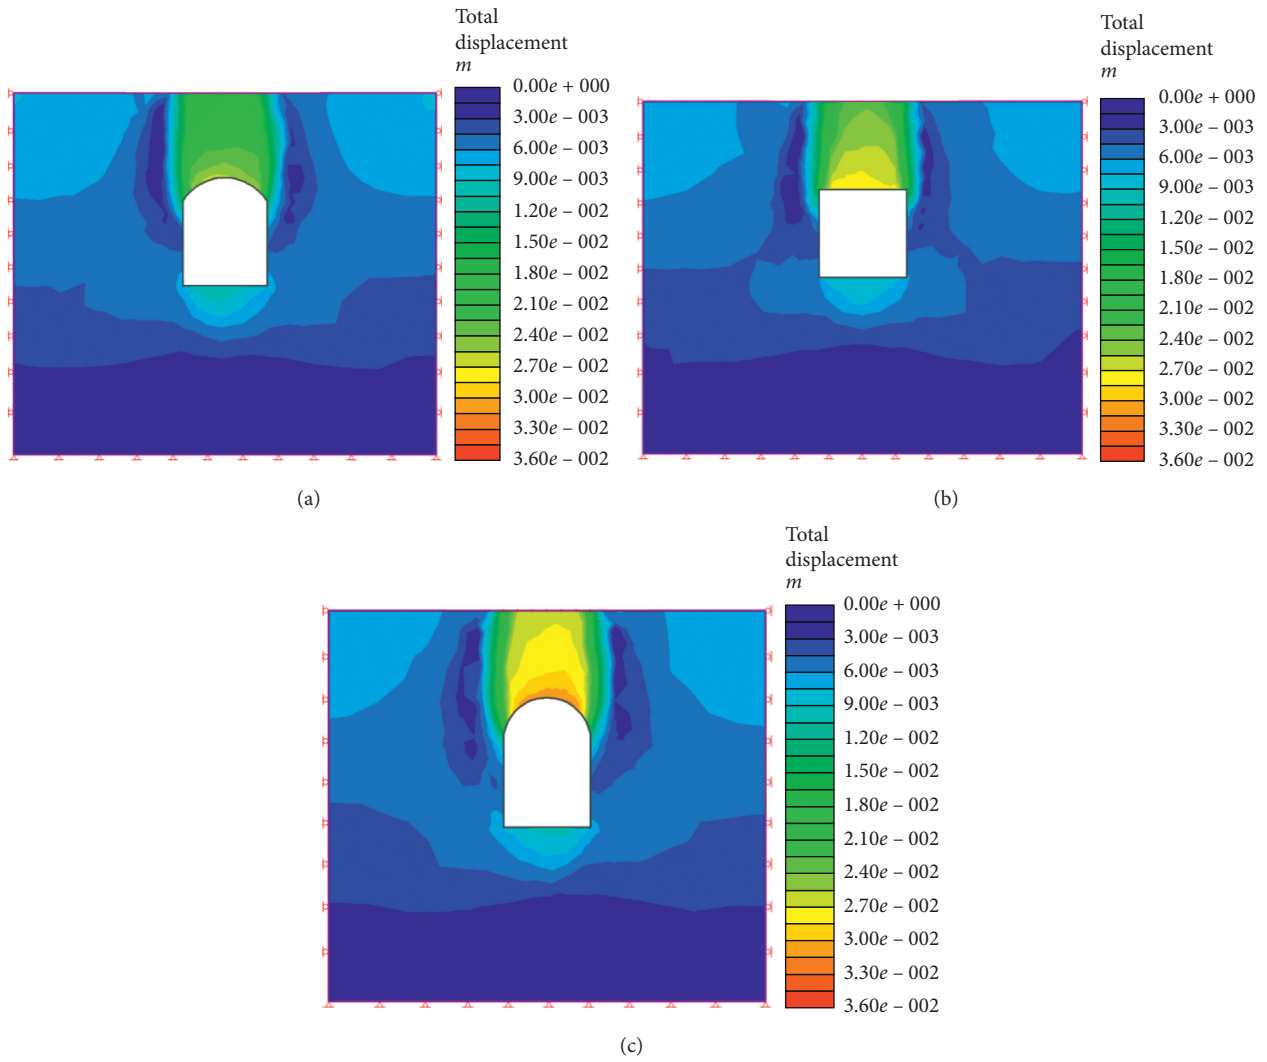 Total
displacement
m
0.00e + 000
3.00e – 003
6.00e – 003
9.00e – 003
1.20e – 002
1.50e – 002
1.80e – 002
2.10e – 002
2.40e – 002
2.70e – 002
3.00e – 002
3.30e – 002
3.60e – 002
(a)
Total
displacement
m
0.00e + 000
3.00e – 003
6.00e – 003
9.00e – 003
1.20e – 002
1.50e – 002
1.80e – 002
2.10e – 002
2.40e – 002
2.70e – 002
3.00e – 002
3.30e – 002
3.60e – 002
(b)
Total
displacement
m
0.00e + 000
3.00e – 003
6.00e – 003
9.00e – 003
1.20e – 002
1.50e – 002
1.80e – 002
2.10e – 002
2.40e – 002
2.70e – 002
3.00e – 002
3.30e – 002
3.60e – 002
(c)